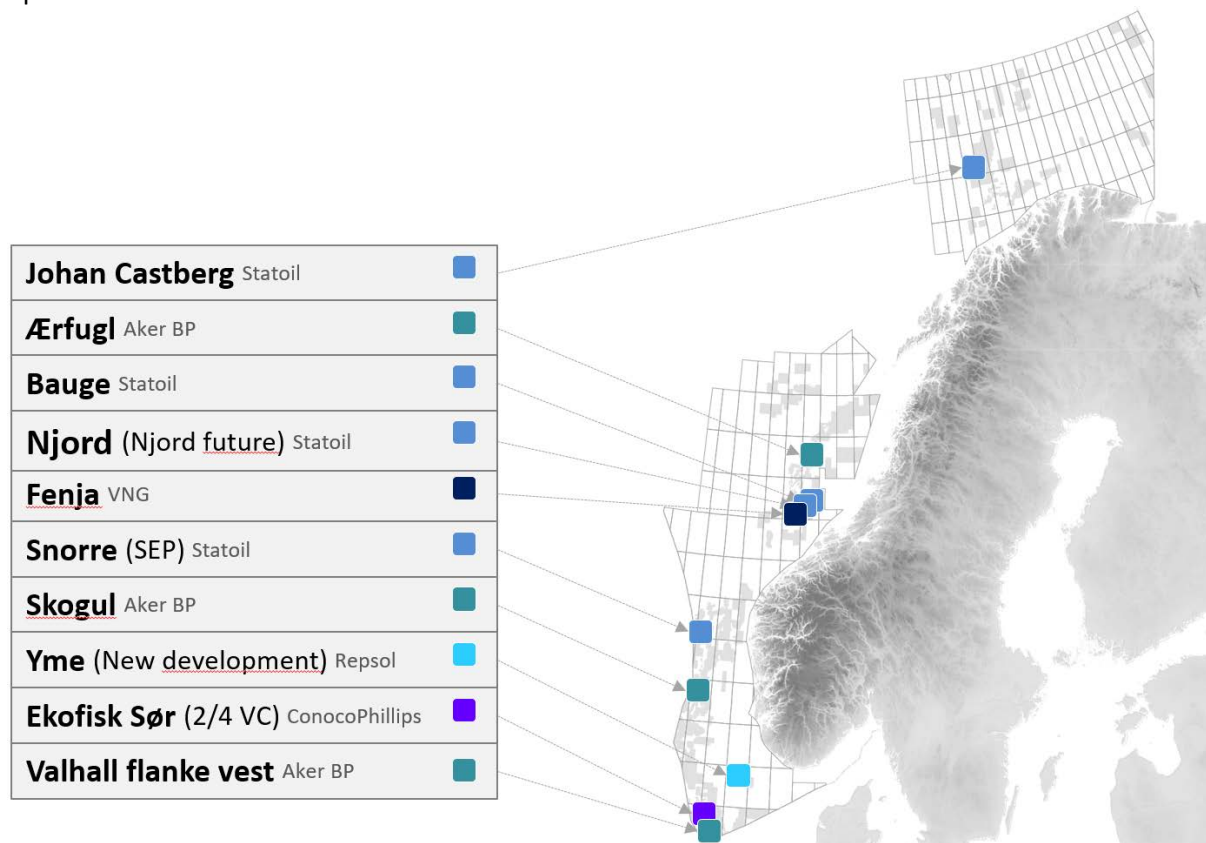 Johan Castberg Statoil
Ærfugl Aker BP
Bauge Statoil
Njord (Njord future) Statoil
Fenja VNG
Snorre (SEP) Statoil
Skogul Aker BP
Yme (New development) Repsol
Ekofisk Sør (2/4 VC) ConocoPhillips
Valhall flanke vest Aker BP